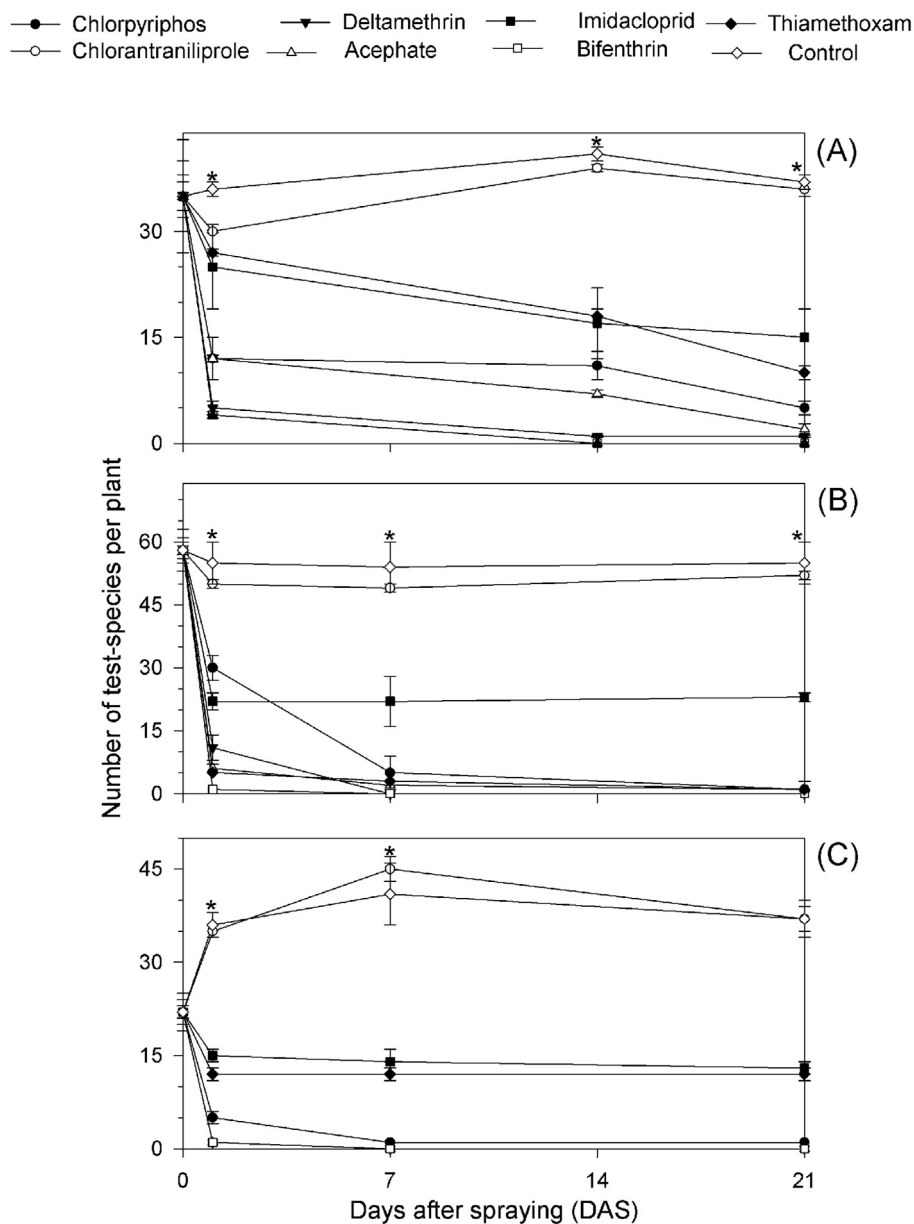 Chlorpyriphos Deltamethrin Imidacloprid Thiamethoxam
Chlorantraniliprole Acephate Bifenthrin Control
(A)
* * *
30
15
0
(B)
* * *
60
45
30
15
0
(C)
* *
45
30
15
0
0 7 14 21
Number of test-species per plant
Days after spraying (DAS)